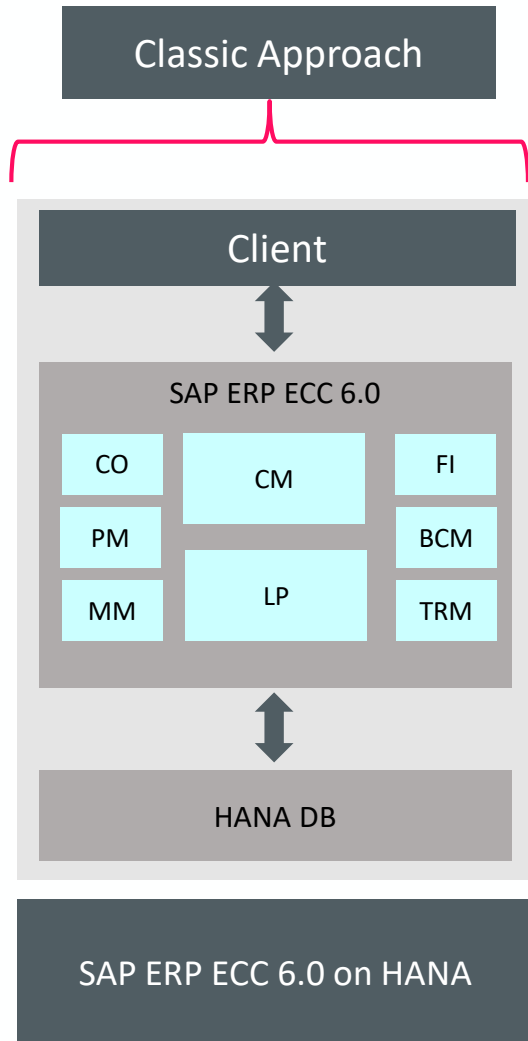 Classic Approach
Client
SAP ERP ECC 6.0
CO
CM
FI
PM
BCM
LP
MM
TRM
HANA DB
SAP ERP ECC 6.0 on HANA